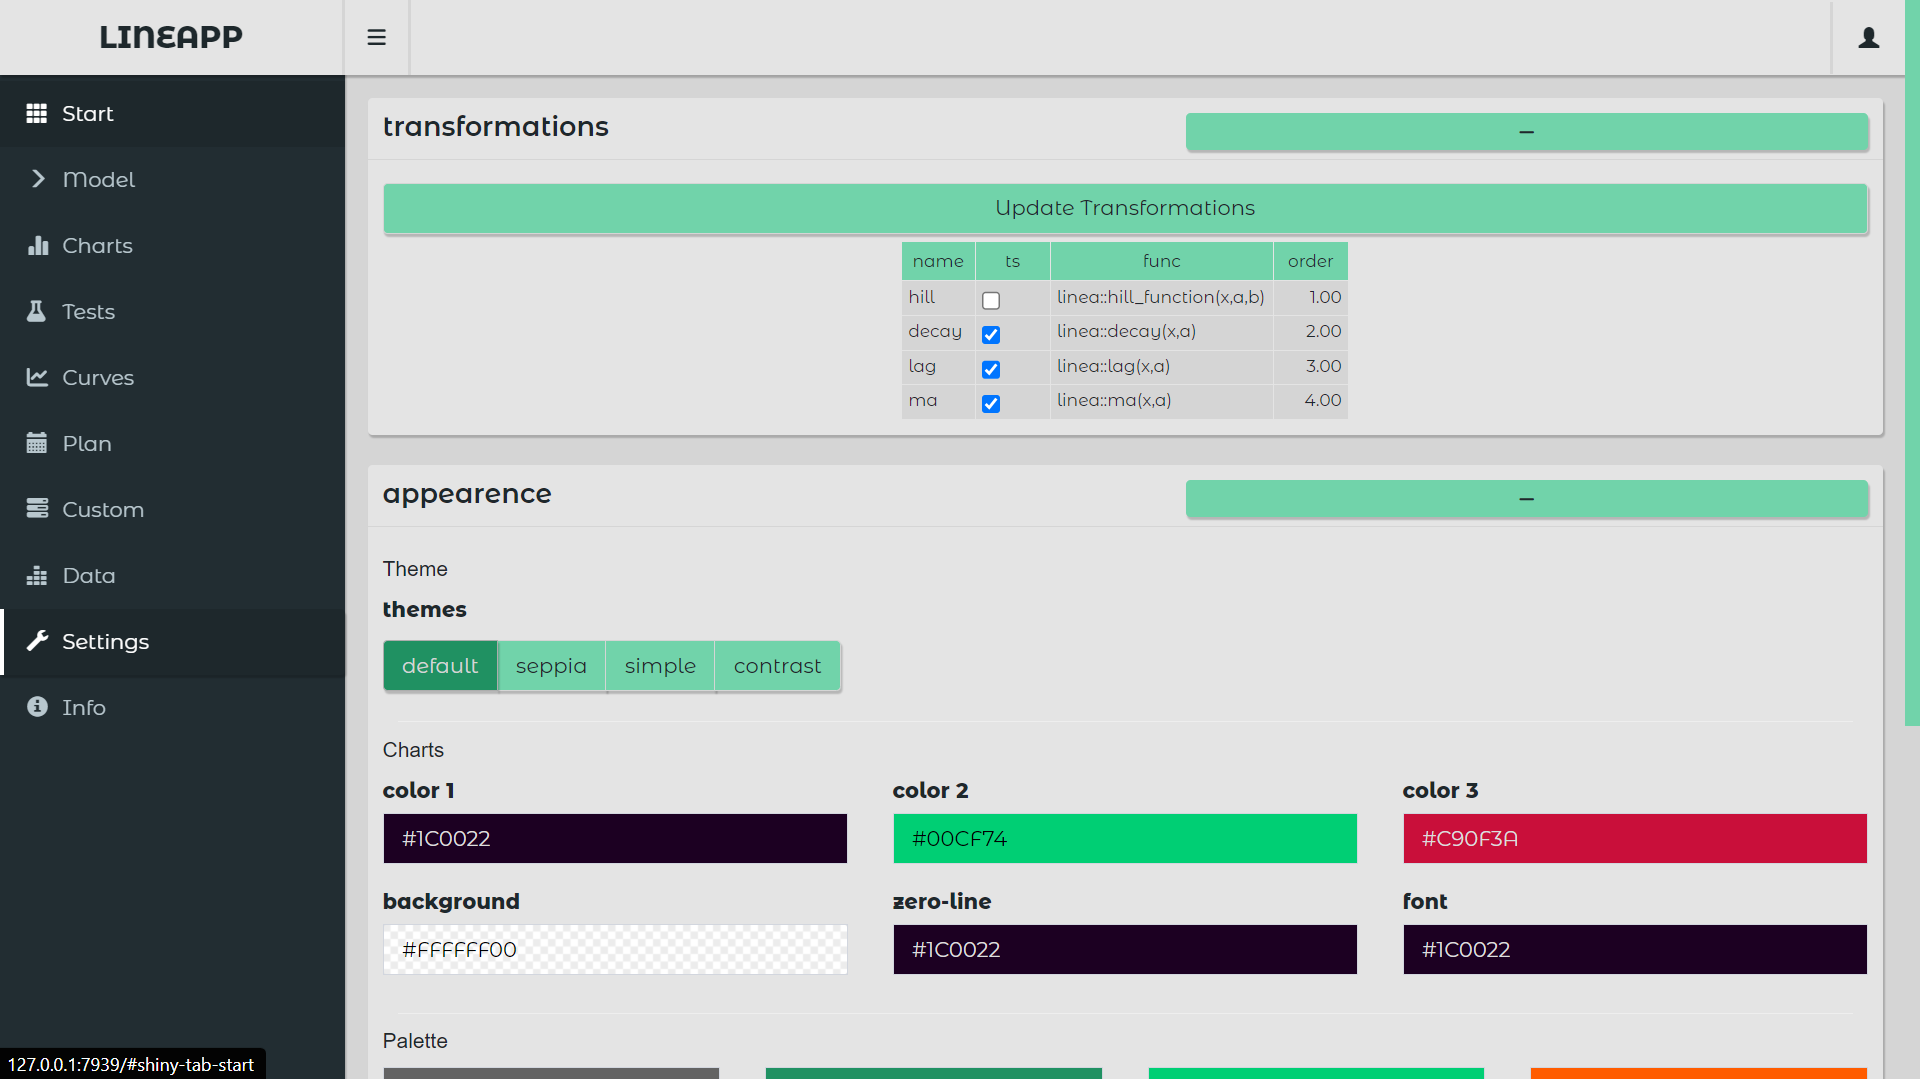 LINEAPP
Start
Model
Charts
Tests
Curves
Plan
Custom
Data
Settings
Info
transformations
Update Transformations
name ts func order
hill linea::hill_function(x,a,b) 1.00
decay linea::decay(x,a) 2.00
lag linea::lag(x,a) 3.00
ma linea::ma(x,a) 4.00
appearence
Theme
themes
default seppia simple contrast
Charts
color 1 color 2 color 3
#1C0022 #00CF74 #C90F3A
background zero-line font
#FFFFFF00 #1C0022 #1C0022
Palette
127.0.0.1:7939/#shiny-tab-start